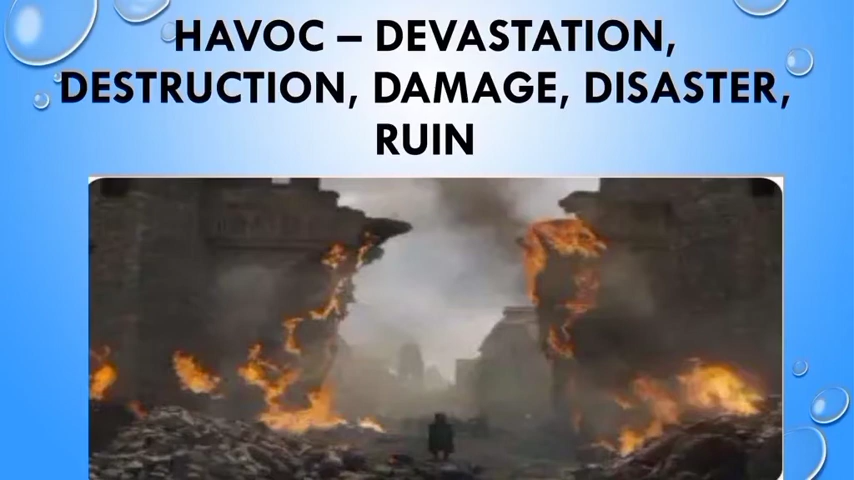 HAVOC – DEVASTATION,
DESTRUCTION, DAMAGE, DISASTER,
RUIN